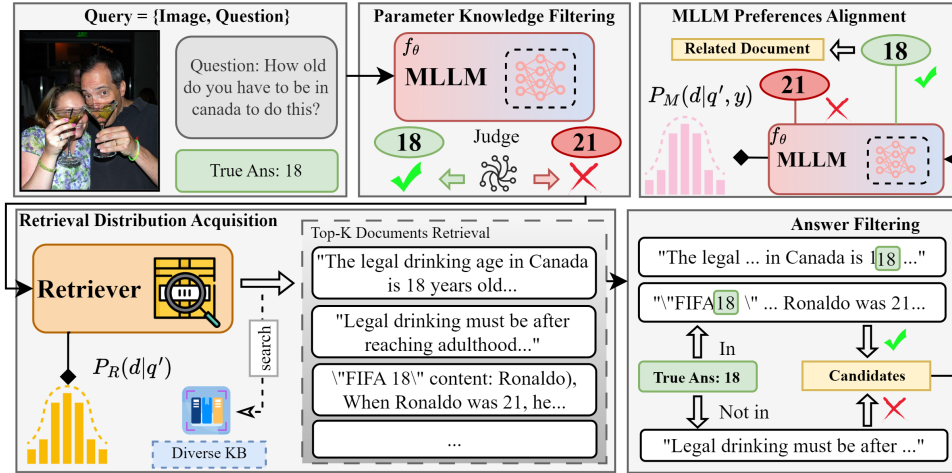 Query = {Image, Question}
Question: How old
do you have to be in
canada to do this?
True Ans: 18
Parameter Knowledge Filtering
f_θ
MLLM
18
Judge
21
MLLM Preferences Alignment
Related Document
18
21
P_M(d|q′, y)
f_θ
MLLM
Retrieval Distribution Acquisition
Retriever
P_R(d|q′)
search
Diverse KB
Top-K Documents Retrieval
"The legal drinking age in Canada
is 18 years old...
"Legal drinking must be after
reaching adulthood..."
\"FIFA 18\" content: Ronaldo),
When Ronaldo was 21, he...
...
Answer Filtering
"The legal ... in Canada is 18 ..."
"\"FIFA 18 \" ... Ronaldo was 21...
In
True Ans: 18
Candidates
Not in
"Legal drinking must be after ..."